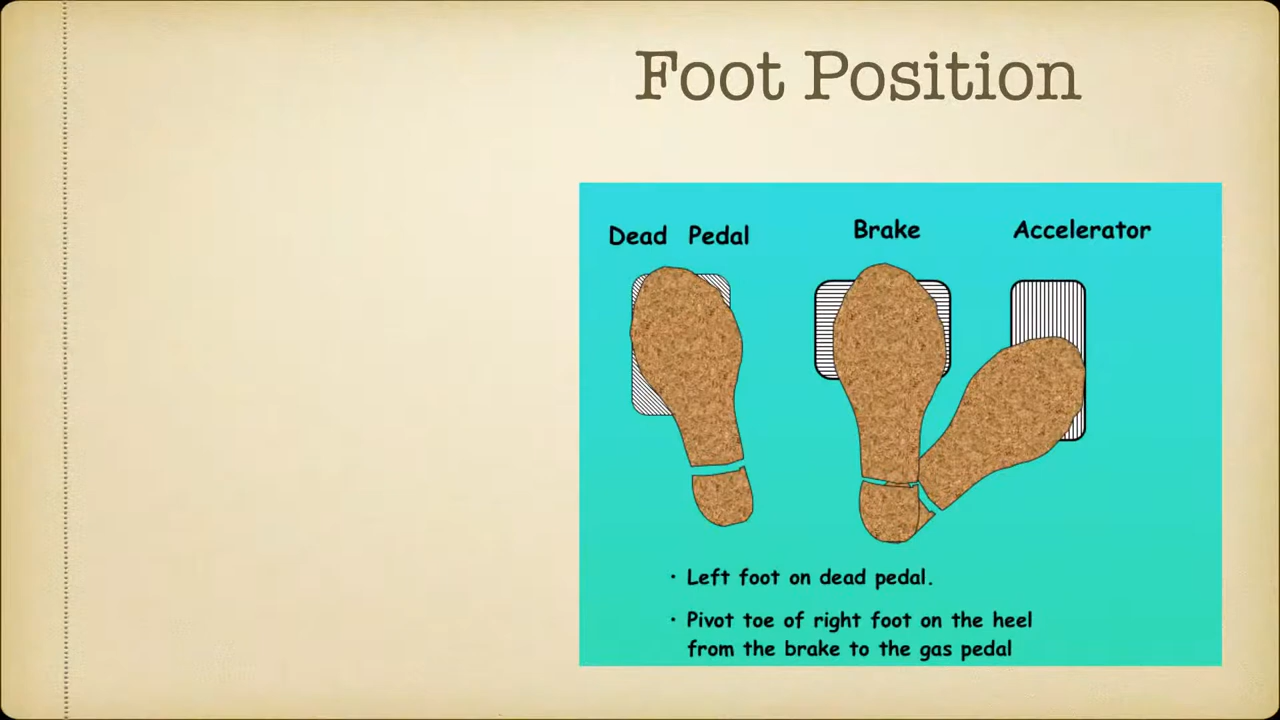 Foot Position
Dead Pedal
Brake
Accelerator
· Left foot on dead pedal.
· Pivot toe of right foot on the heel
from the brake to the gas pedal